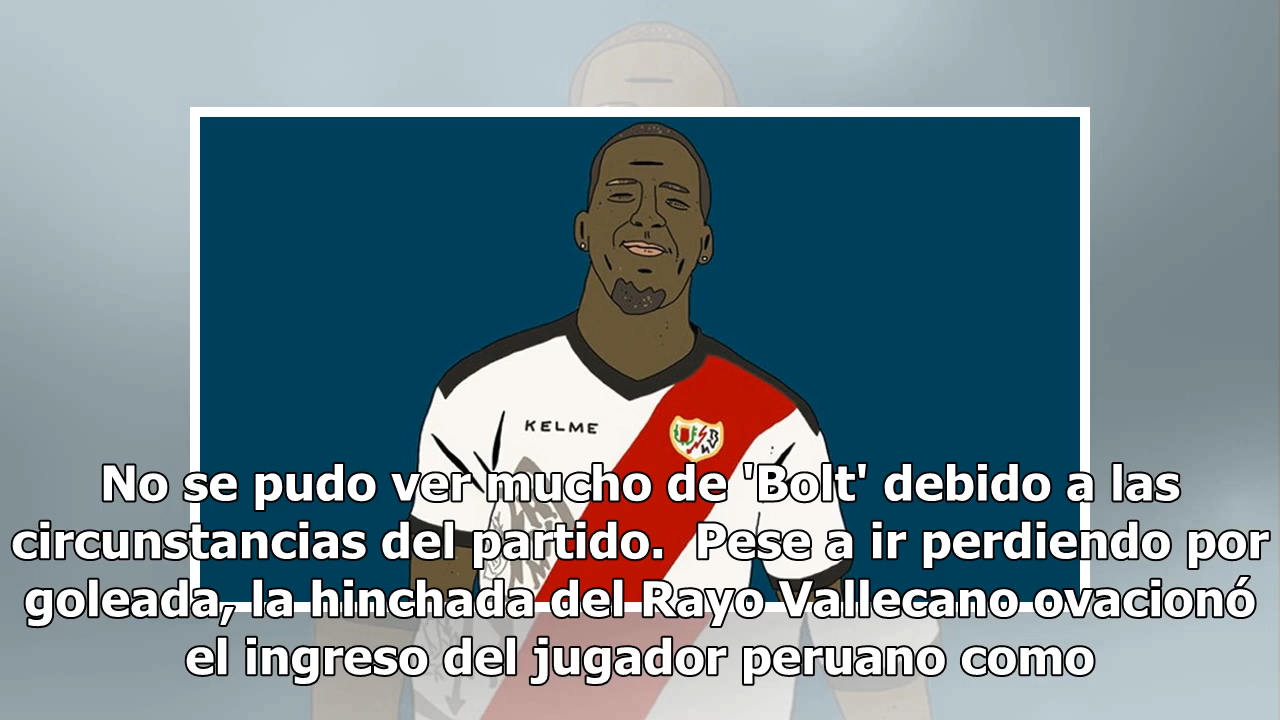 KELME
No se pudo ver mucho de 'Bolt' debido a las
circunstancias del partido.  Pese a ir perdiendo por
goleada, la hinchada del Rayo Vallecano ovacionó
el ingreso del jugador peruano como